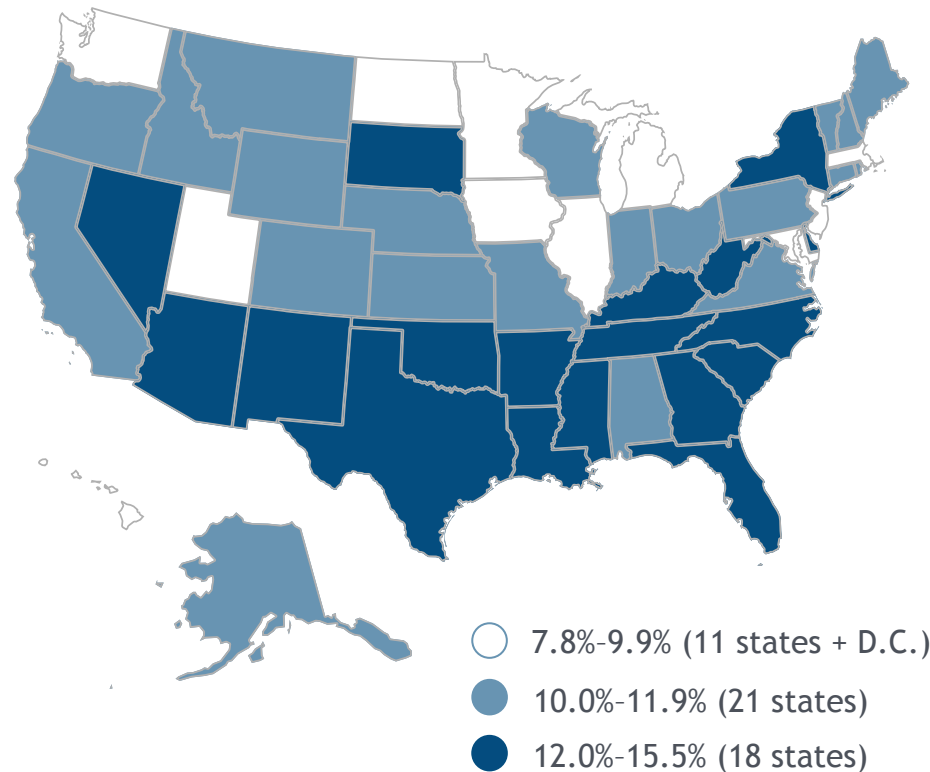 7.8%–9.9% (11 states + D.C.)
10.0%–11.9% (21 states)
12.0%–15.5% (18 states)